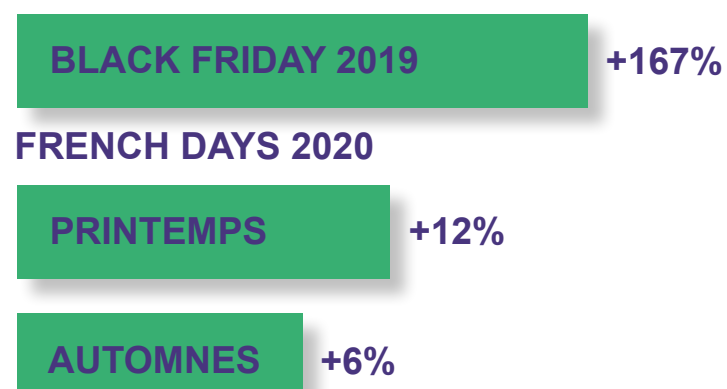 BLACK FRIDAY 2019 +167%
FRENCH DAYS 2020
PRINTEMPS +12%
AUTOMNES +6%